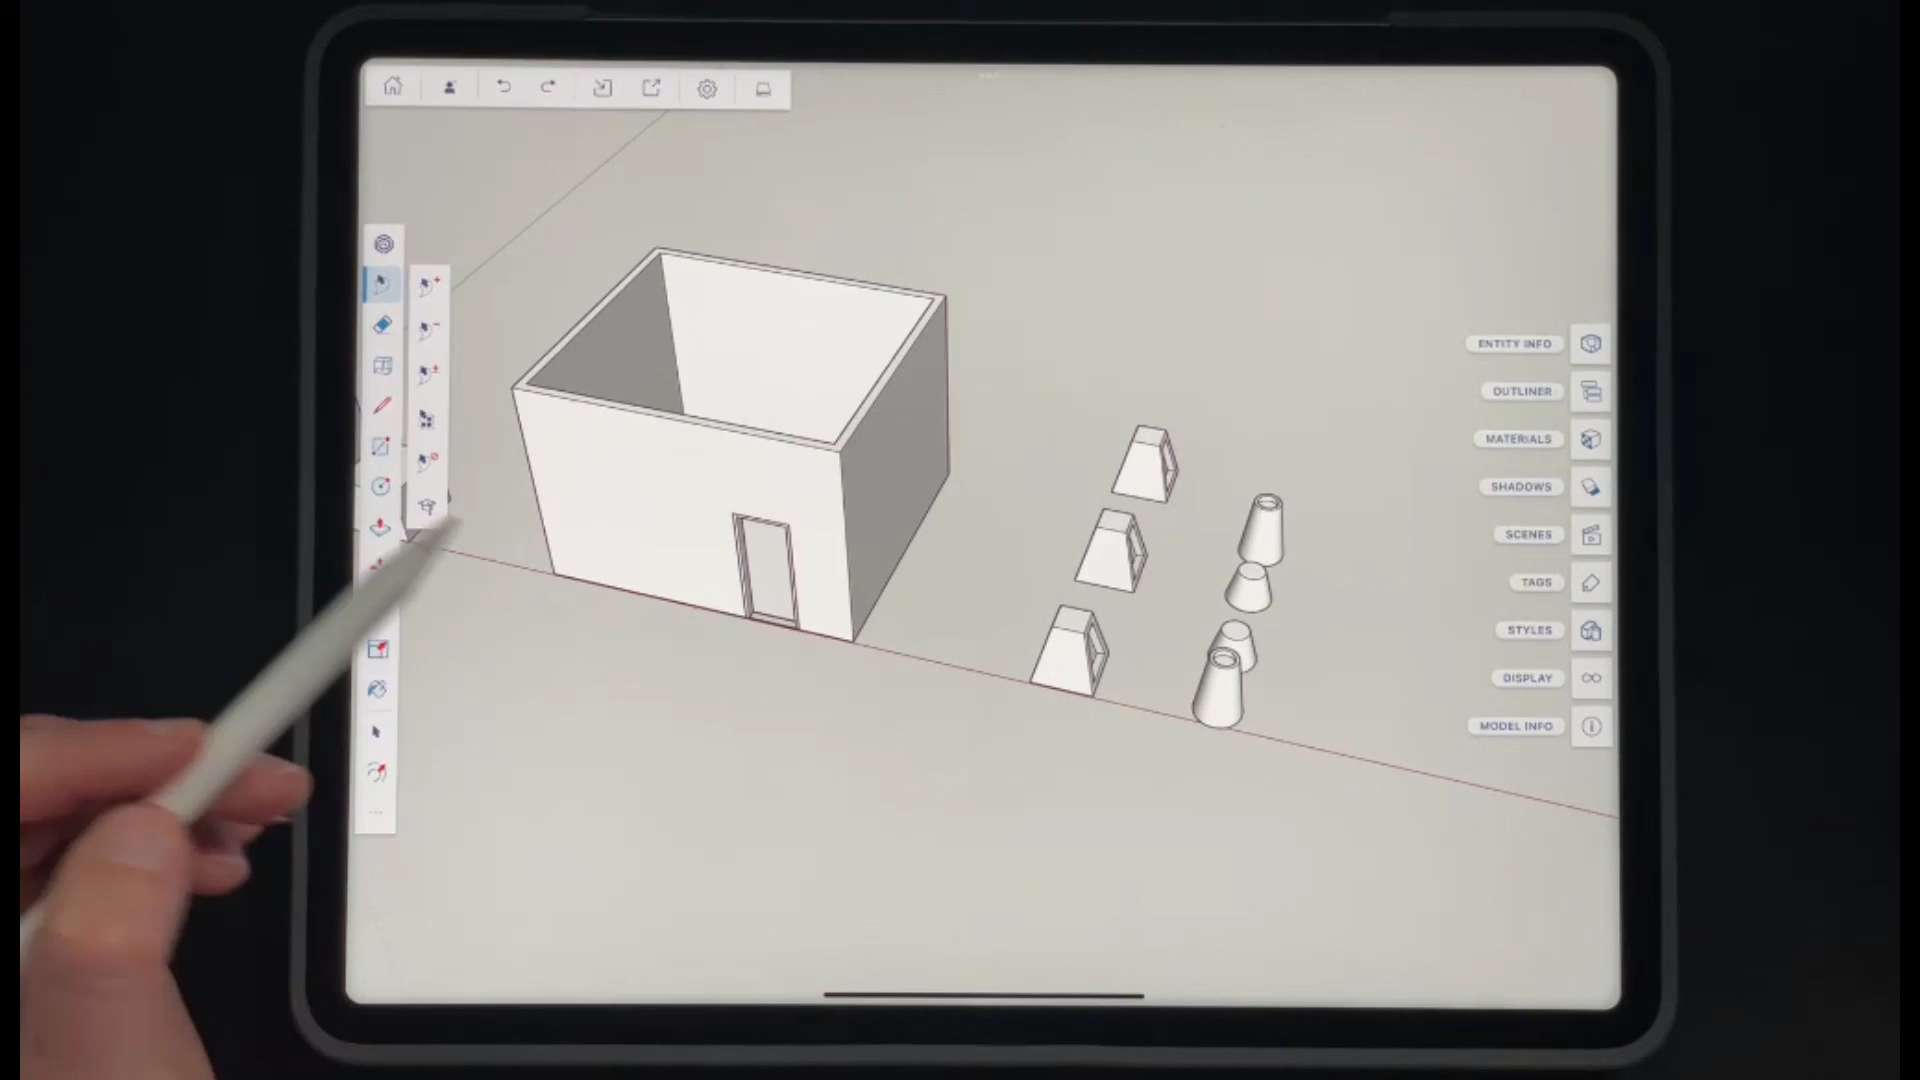 ENTITY INFO
OUTLINER
MATERIALS
SHADOWS
SCENES
TAGS
STYLES
DISPLAY
MODEL INFO